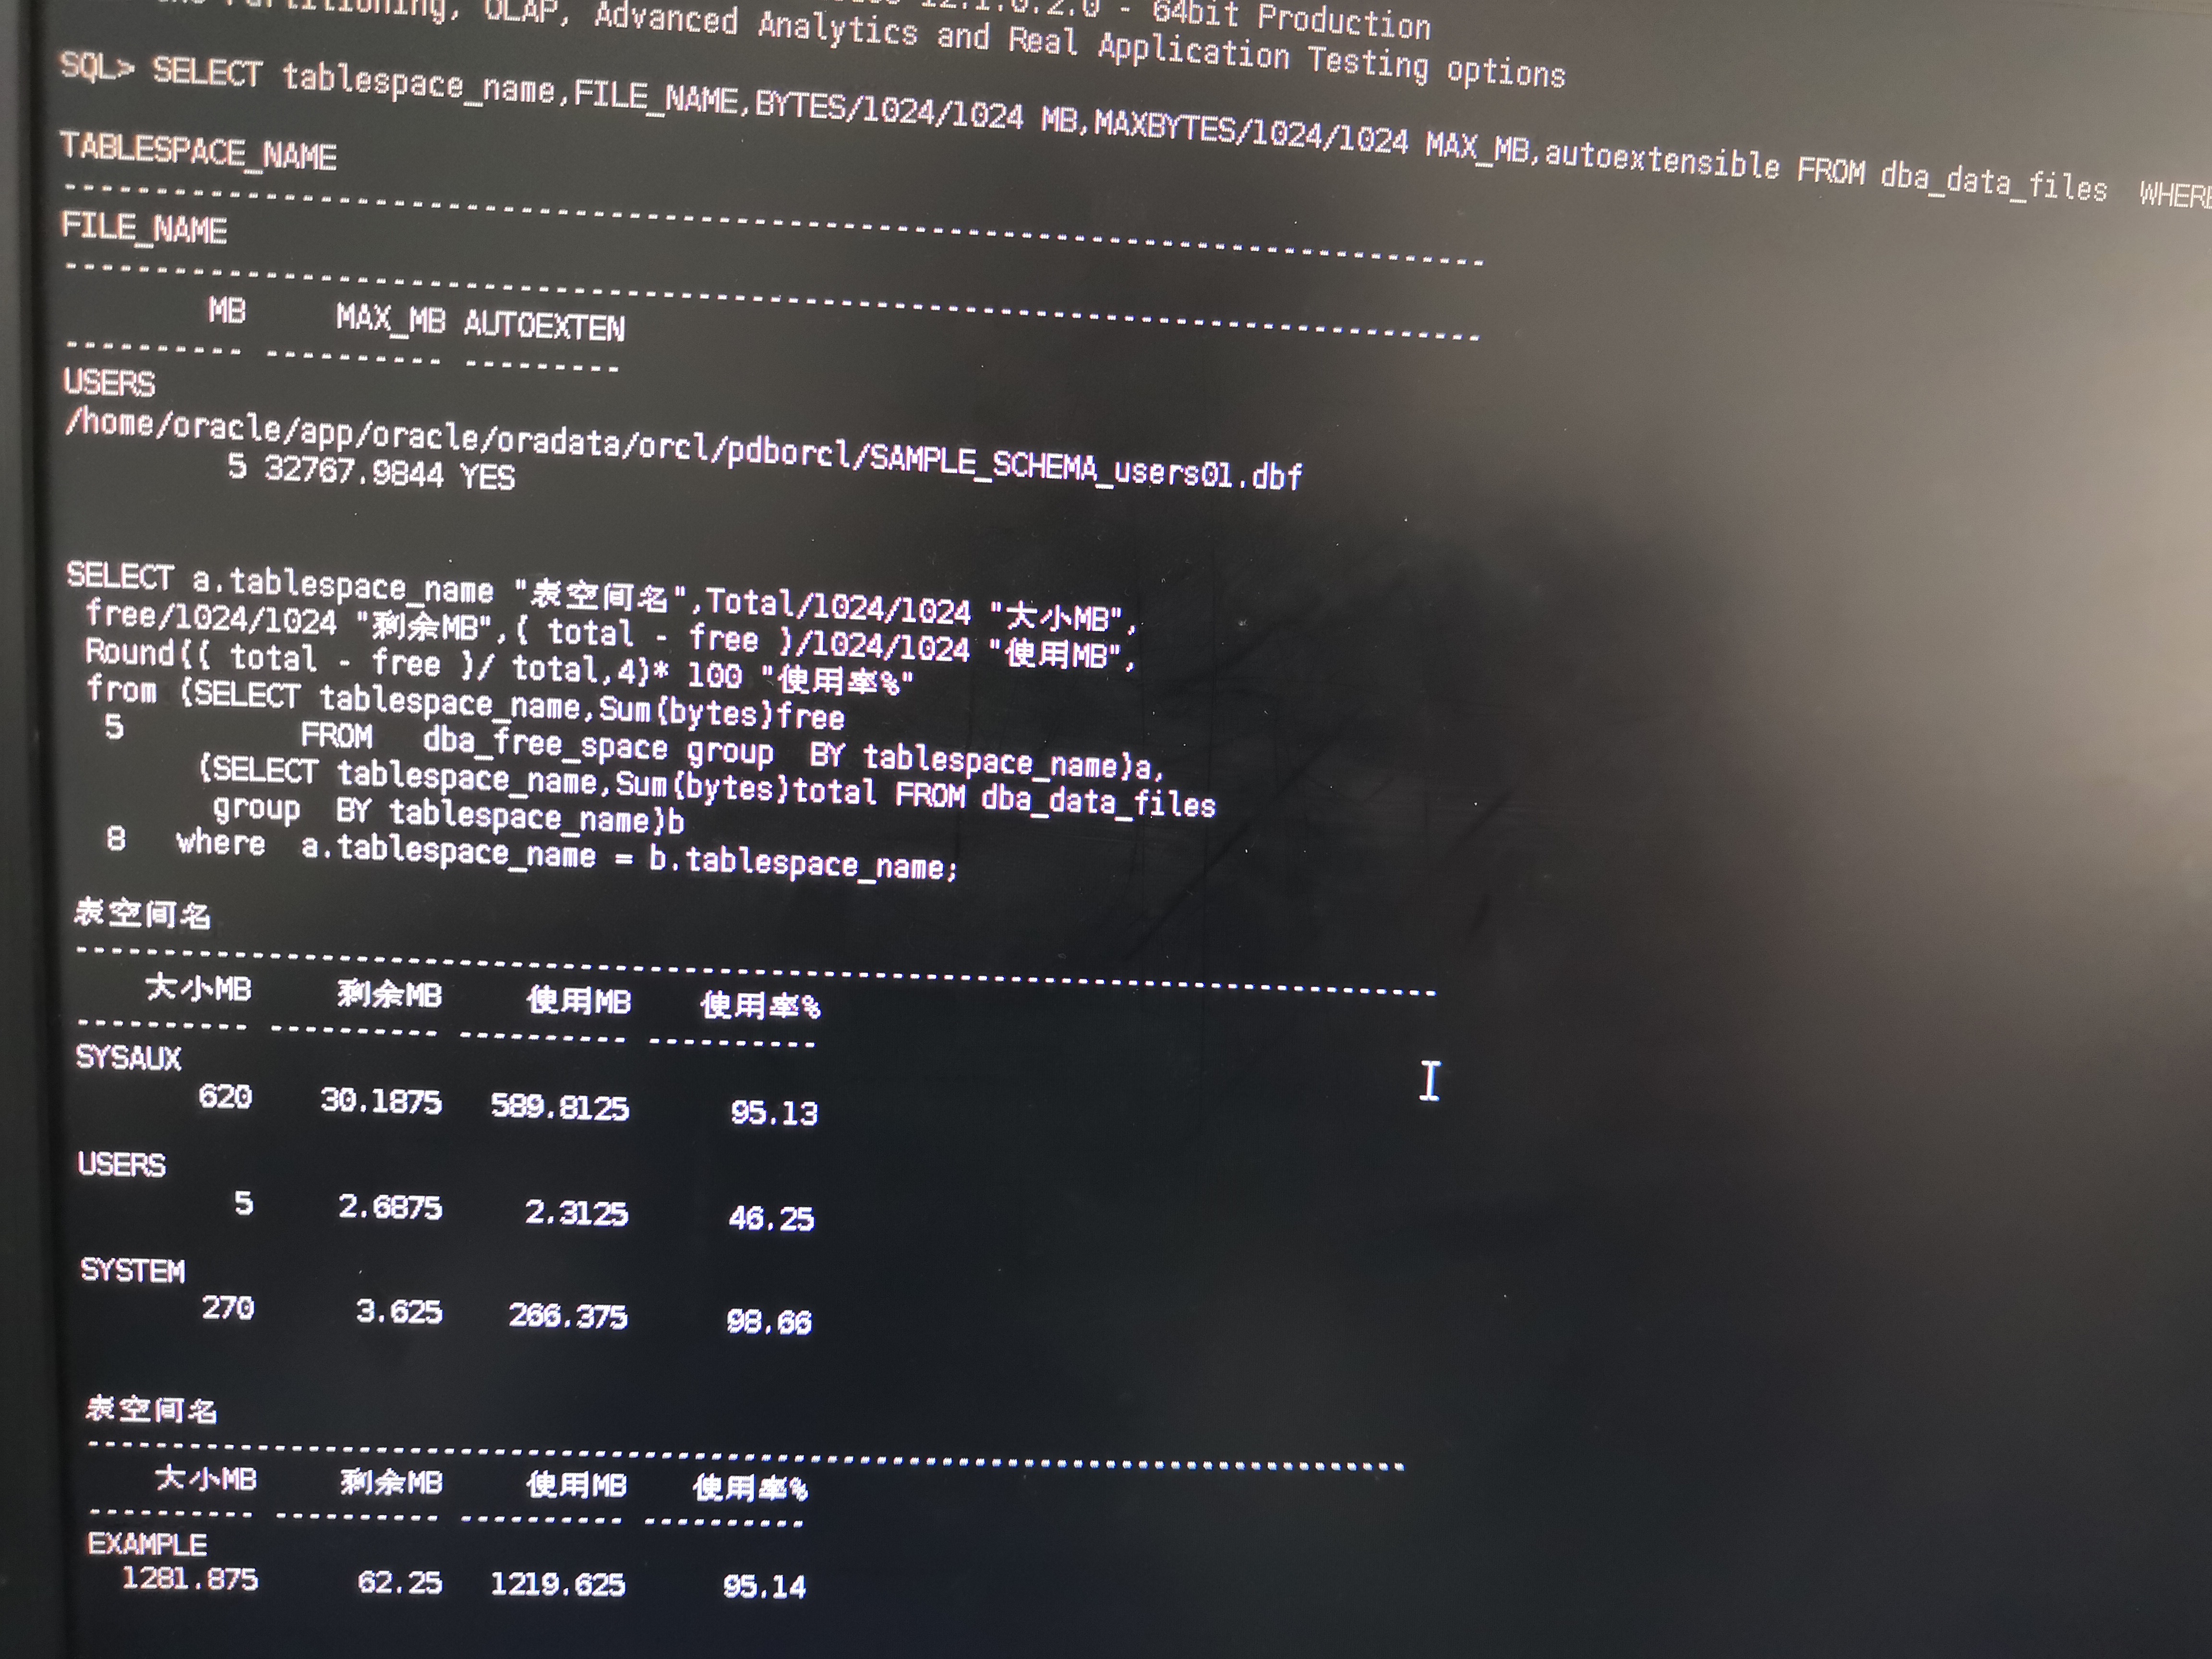 12.1.0.2.0 - 64bit Production
Partitioning, OLAP, Advanced Analytics and Real Application Testing options
SQL> SELECT tablespace_name,FILE_NAME,BYTES/1024/1024 MB,MAXBYTES/1024/1024 MAX_MB,autoextensible FROM dba_data_files  WHERE
TABLESPACE_NAME
--------------------------------------------------------------------------------
FILE_NAME
--------------------------------------------------------------------------------
        MB     MAX_MB AUTOEXTEN
---------- ---------- ---------
USERS
/home/oracle/app/oracle/oradata/orcl/pdborcl/SAMPLE_SCHEMA_users01.dbf
         5 32767.9844 YES
SELECT a.tablespace_name "表空间名",Total/1024/1024 "大小MB",
 free/1024/1024 "剩余MB",( total - free )/1024/1024 "使用MB",
 Round(( total - free )/ total,4)* 100 "使用率%"
 from (SELECT tablespace_name,Sum(bytes)free
  5          FROM   dba_free_space group  BY tablespace_name)a,
       (SELECT tablespace_name,Sum(bytes)total FROM dba_data_files
        group  BY tablespace_name)b
  8   where  a.tablespace_name = b.tablespace_name;
表空间名
--------------------------------------------------------------------------------
    大小MB     剩余MB     使用MB    使用率%
---------- ---------- ---------- ----------
SYSAUX
       620    30.1875   589.8125      95.13
USERS
         5     2.6875     2.3125      46.25
SYSTEM
       270      3.625    266.375      98.66
表空间名
--------------------------------------------------------------------------------
    大小MB     剩余MB     使用MB    使用率%
---------- ---------- ---------- ----------
EXAMPLE
  1281.875      62.25   1219.625      95.14